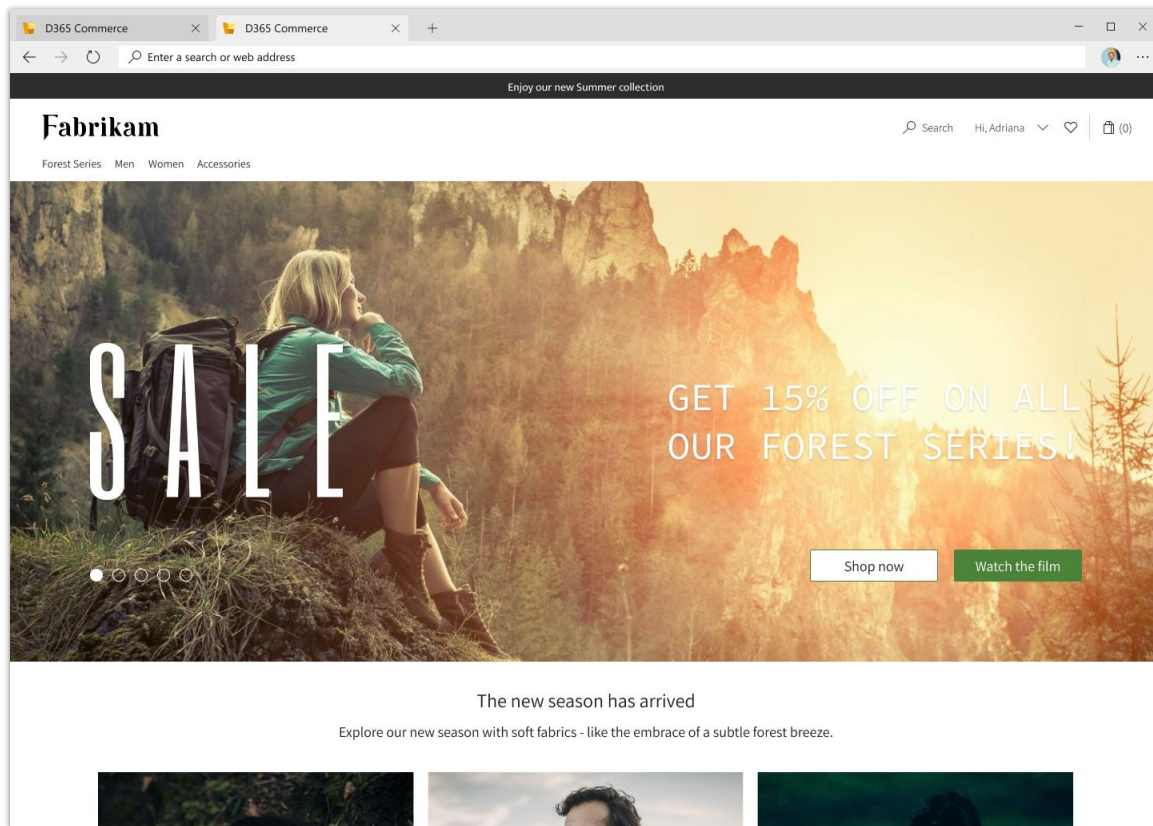 D365 Commerce
D365 Commerce
Enter a search or web address
Enjoy our new Summer collection
Fabrikam
Search Hi, Adriana (0)
Forest Series Men Women Accessories
SALE
GET 15% OFF ON ALL
OUR FOREST SERIES!
Shop now Watch the film
The new season has arrived
Explore our new season with soft fabrics - like the embrace of a subtle forest breeze.